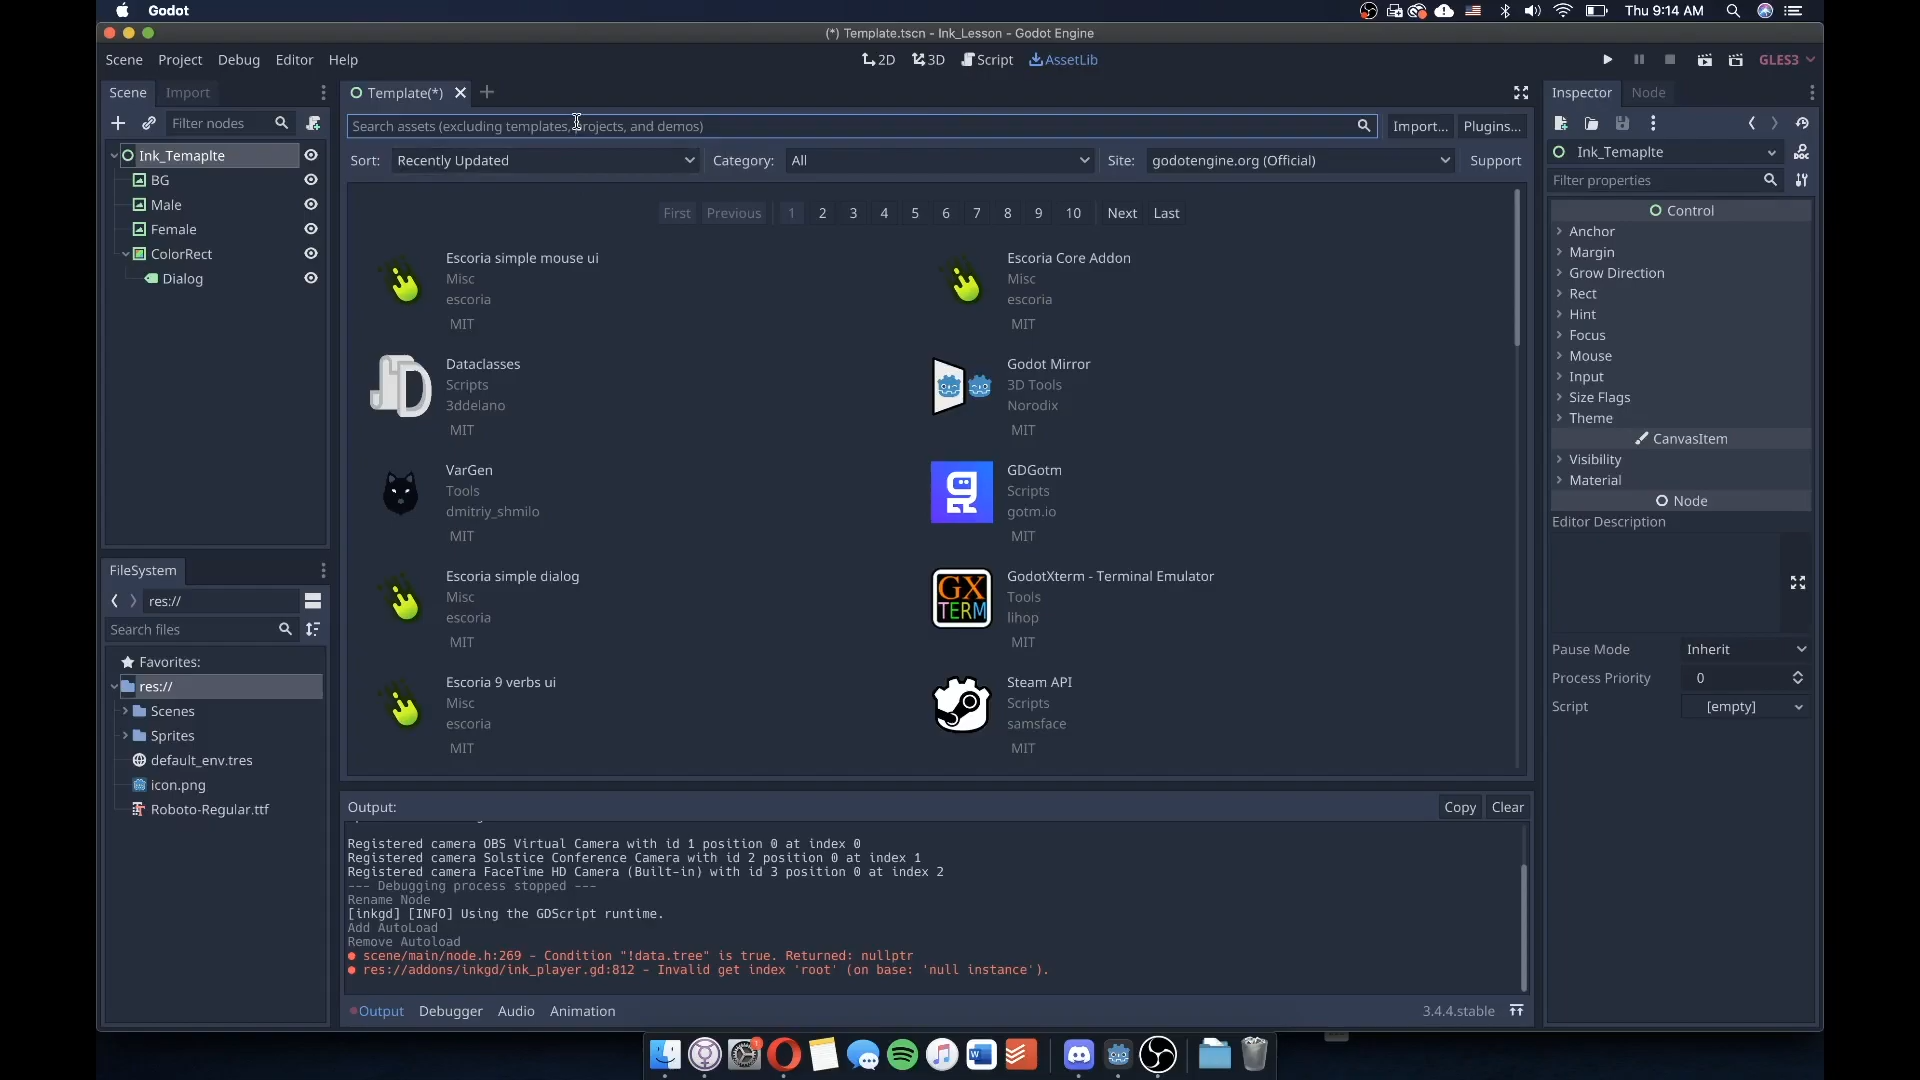 Godot
Thu 9:14 AM
(*) Template.tscn - Ink_Lesson - Godot Engine
Scene Project Debug Editor Help
2D 3D Script AssetLib
GLES3
Scene Import
Template(*)
Inspector Node
Filter nodes
Search assets (excluding templates, projects, and demos)
Import... Plugins...
Sort: Recently Updated Category: All Site: godotengine.org (Official) Support
Ink_Temaplte
BG
Male
Female
ColorRect
Dialog
First Previous 1 2 3 4 5 6 7 8 9 10 Next Last
Escoria simple mouse ui
Misc
escoria
MIT
Escoria Core Addon
Misc
escoria
MIT
Dataclasses
Scripts
3ddelano
MIT
Godot Mirror
3D Tools
Norodix
MIT
VarGen
Tools
dmitriy_shmilo
MIT
GDGotm
Scripts
gotm.io
MIT
Escoria simple dialog
Misc
escoria
MIT
GX
TERM
GodotXterm - Terminal Emulator
Tools
lihop
MIT
Escoria 9 verbs ui
Misc
escoria
MIT
Steam API
Scripts
samsface
MIT
Ink_Temaplte
Filter properties
Control
Anchor
Margin
Grow Direction
Rect
Hint
Focus
Mouse
Input
Size Flags
Theme
CanvasItem
Visibility
Material
Node
Editor Description
Pause Mode Inherit
Process Priority 0
Script [empty]
FileSystem
res://
Search files
Favorites:
res://
Scenes
Sprites
default_env.tres
icon.png
Roboto-Regular.ttf
Output:
Copy Clear
Registered camera OBS Virtual Camera with id 1 position 0 at index 0
Registered camera Solstice Conference Camera with id 2 position 0 at index 1
Registered camera FaceTime HD Camera (Built-in) with id 3 position 0 at index 2
--- Debugging process stopped ---
Rename Node
[inkgd] [INFO] Using the GDScript runtime.
Add AutoLoad
Remove Autoload
scene/main/node.h:269 - Condition "!data.tree" is true. Returned: nullptr
res://addons/inkgd/ink_player.gd:812 - Invalid get index 'root' (on base: 'null instance').
Output Debugger Audio Animation
3.4.4.stable